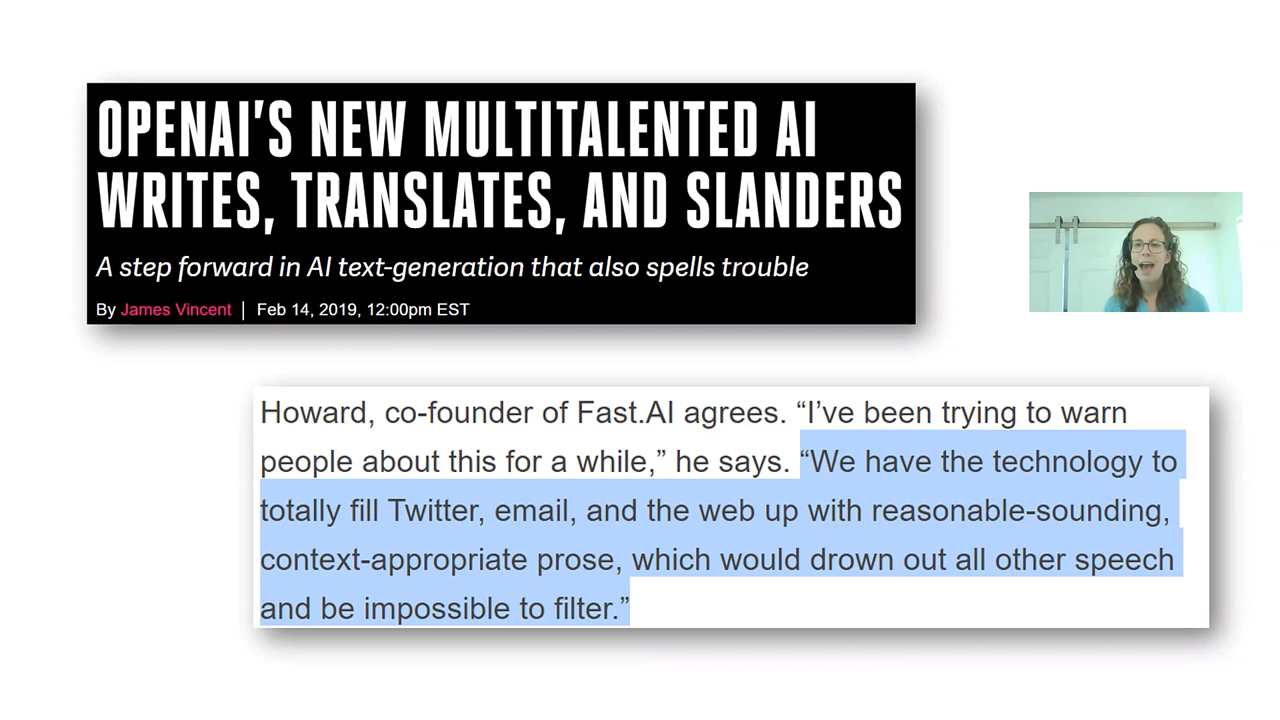 OPENAI’S NEW MULTITALENTED AI
WRITES, TRANSLATES, AND SLANDERS
A step forward in AI text-generation that also spells trouble
By James Vincent | Feb 14, 2019, 12:00pm EST
Howard, co-founder of Fast.AI agrees. “I’ve been trying to warn
people about this for a while,” he says. “We have the technology to
totally fill Twitter, email, and the web up with reasonable-sounding,
context-appropriate prose, which would drown out all other speech
and be impossible to filter.”